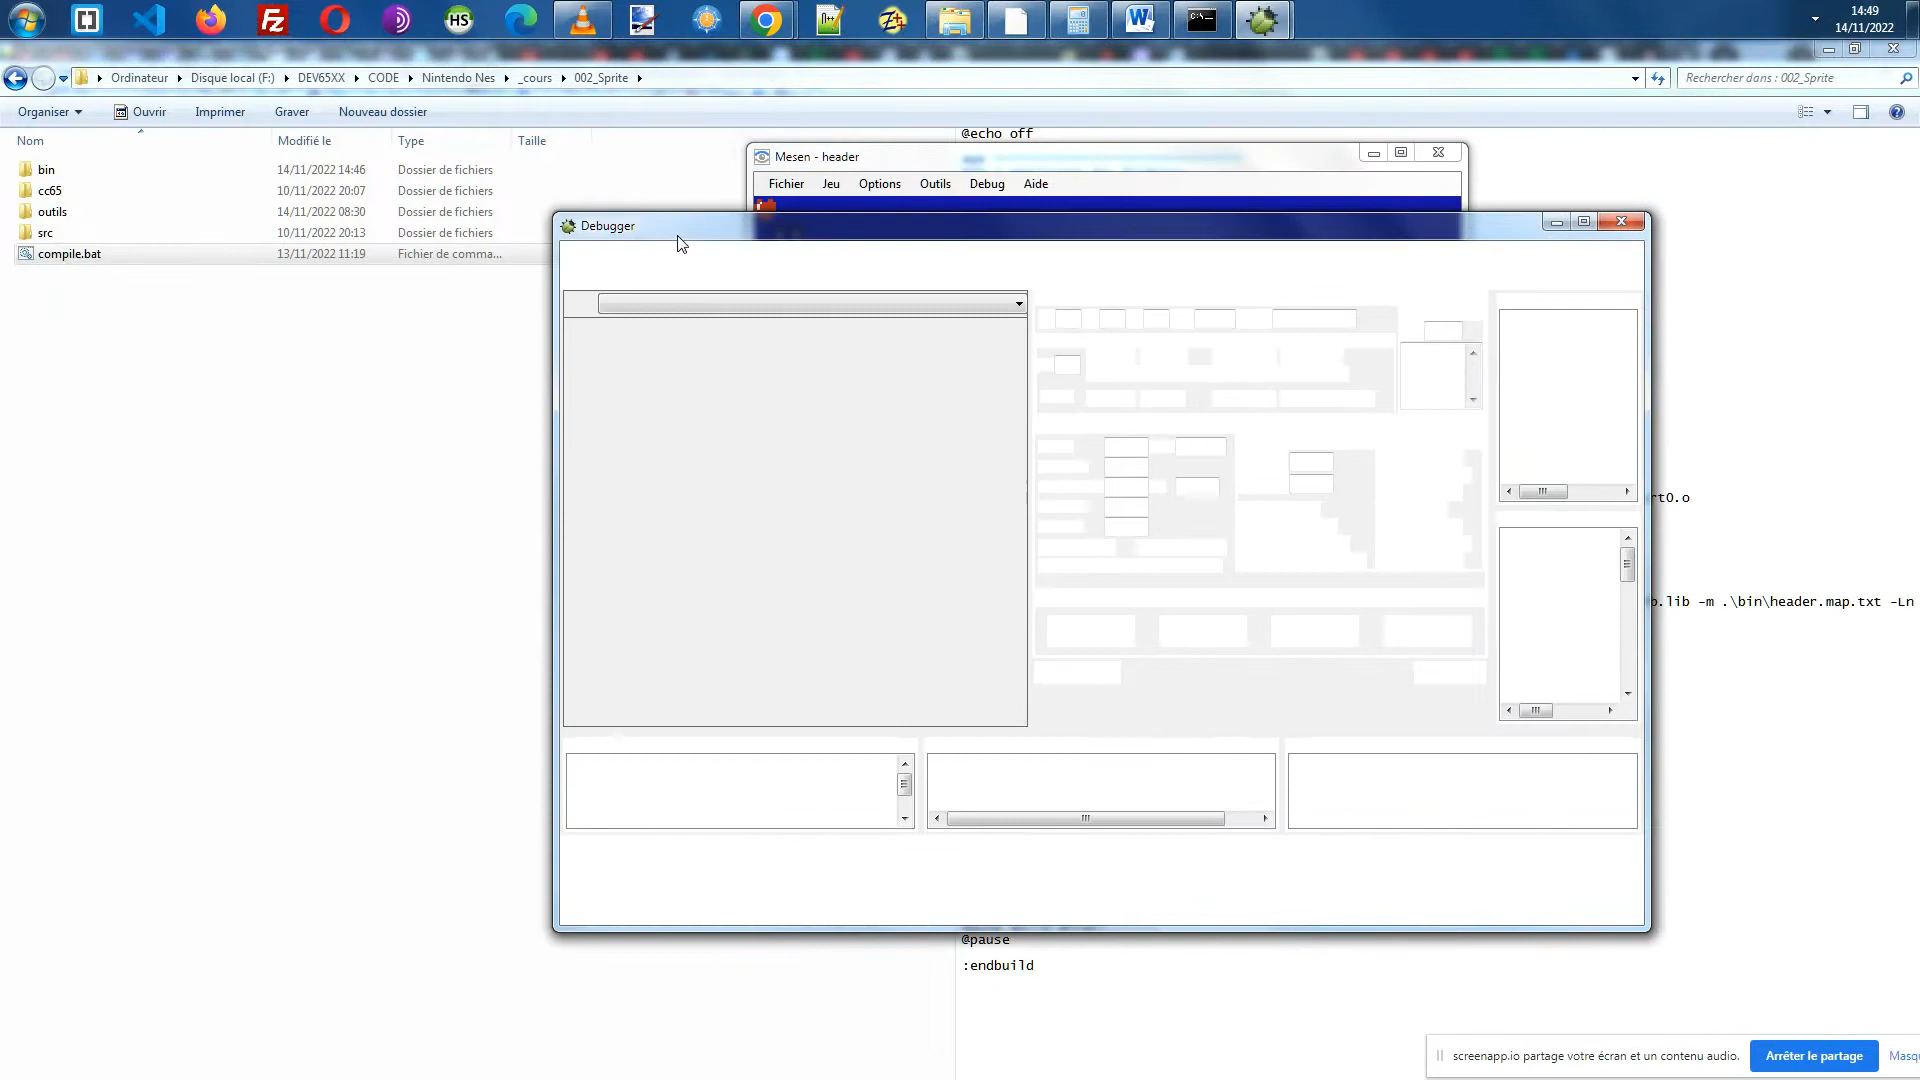 14:49
14/11/2022
Ordinateur Disque local (F:) DEV65XX CODE Nintendo Nes _cours 002_Sprite
Rechercher dans : 002_Sprite
Organiser Ouvrir Imprimer Graver Nouveau dossier
Nom Modifié le Type Taille
bin 14/11/2022 14:46 Dossier de fichiers
cc65 10/11/2022 20:07 Dossier de fichiers
outils 14/11/2022 08:30 Dossier de fichiers
src 10/11/2022 20:13 Dossier de fichiers
compile.bat 13/11/2022 11:19 Fichier de comma...
@echo off
Mesen - header
Fichier Jeu Options Outils Debug Aide
Debugger
rt0.o
b.lib -m .\bin\header.map.txt -Ln
@pause
:endbuild
screenapp.io partage votre écran et un contenu audio.
Arrêter le partage
Masqu